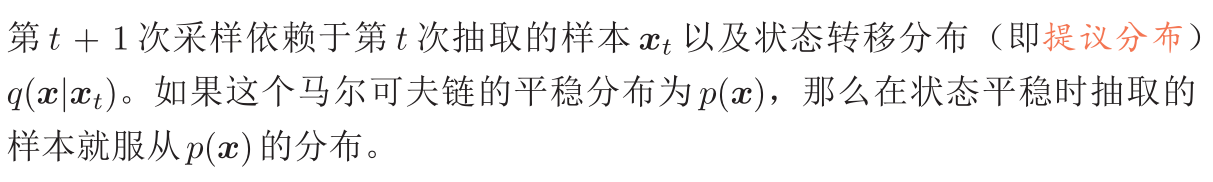 第 t + 1 次采样依赖于第 t 次抽取的样本 x_t 以及状态转移分布（即提议分布）
q(x|x_t)。如果这个马尔可夫链的平稳分布为 p(x)，那么在状态平稳时抽取的
样本就服从 p(x) 的分布。